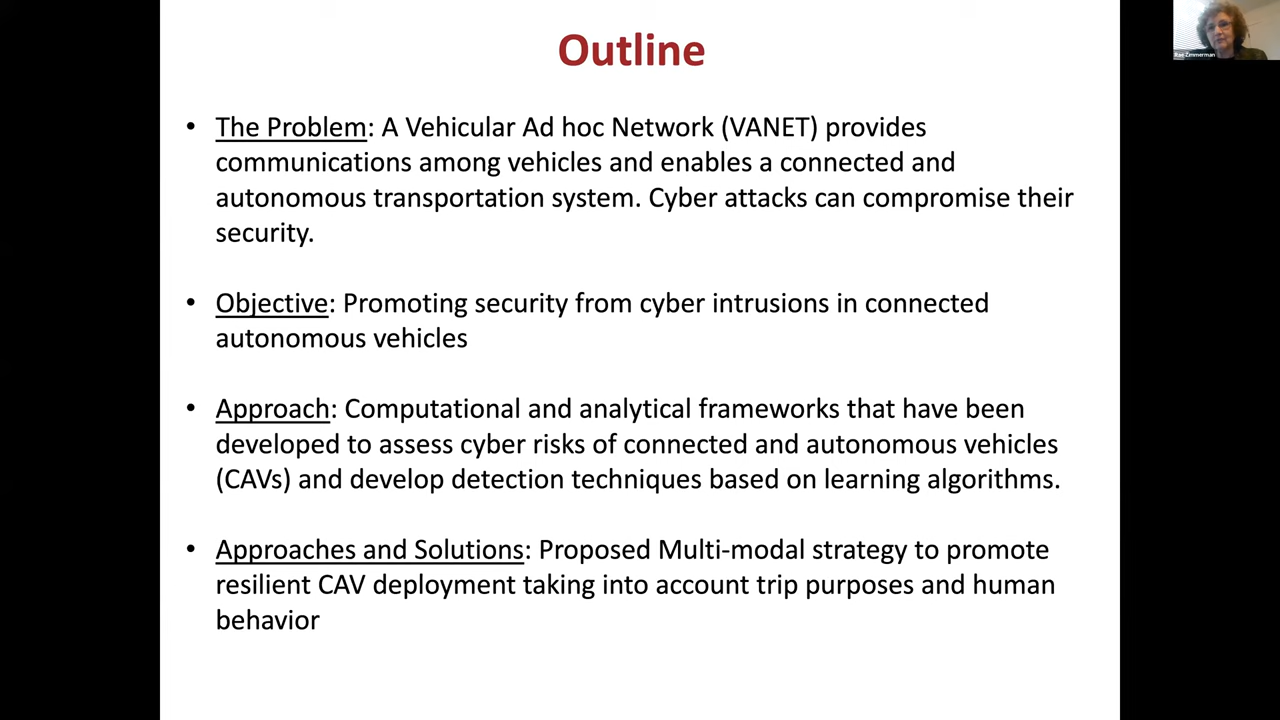 Outline
• The Problem: A Vehicular Ad hoc Network (VANET) provides
communications among vehicles and enables a connected and
autonomous transportation system. Cyber attacks can compromise their
security.
• Objective: Promoting security from cyber intrusions in connected
autonomous vehicles
• Approach: Computational and analytical frameworks that have been
developed to assess cyber risks of connected and autonomous vehicles
(CAVs) and develop detection techniques based on learning algorithms.
• Approaches and Solutions: Proposed Multi-modal strategy to promote
resilient CAV deployment taking into account trip purposes and human
behavior
Rae Zimmerman